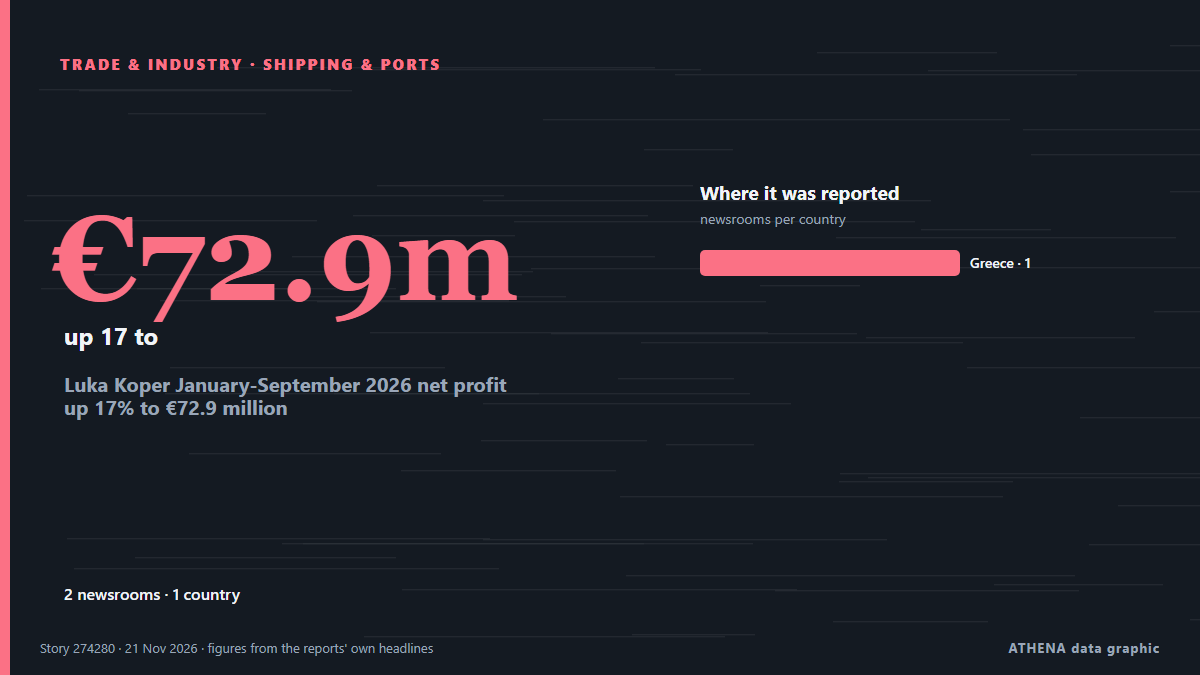 TRADE & INDUSTRY · SHIPPING & PORTS
€72.9m
up 17 to
Luka Koper January-September 2026 net profit
up 17% to €72.9 million
Where it was reported
newsrooms per country
Greece · 1
2 newsrooms · 1 country
Story 274280 · 21 Nov 2026 · figures from the reports' own headlines
ATHENA data graphic